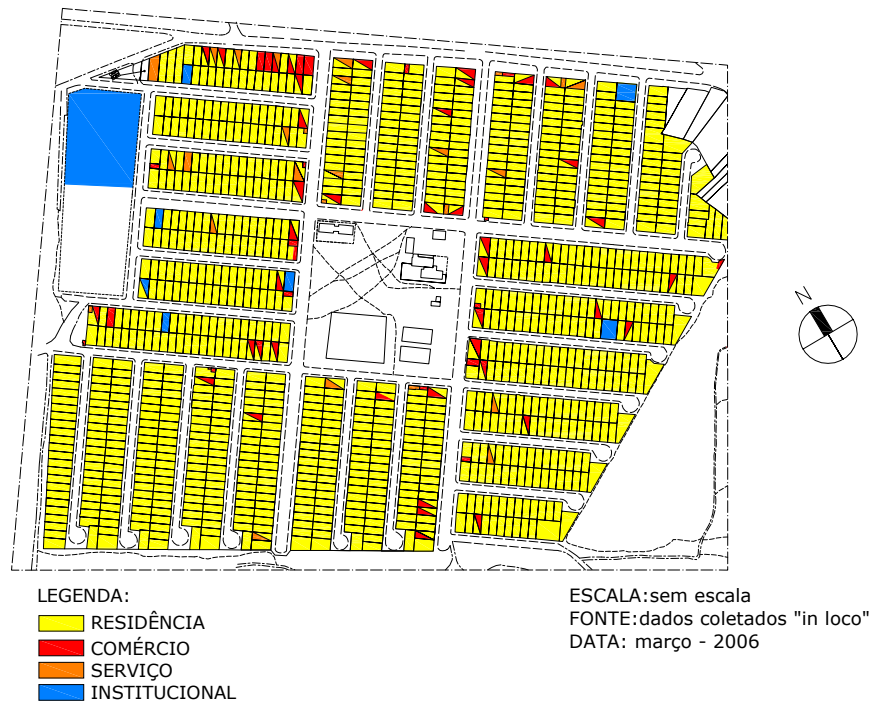 N
LEGENDA:
RESIDÊNCIA
COMÉRCIO
SERVIÇO
INSTITUCIONAL
ESCALA:sem escala
FONTE:dados coletados "in loco"
DATA: março - 2006